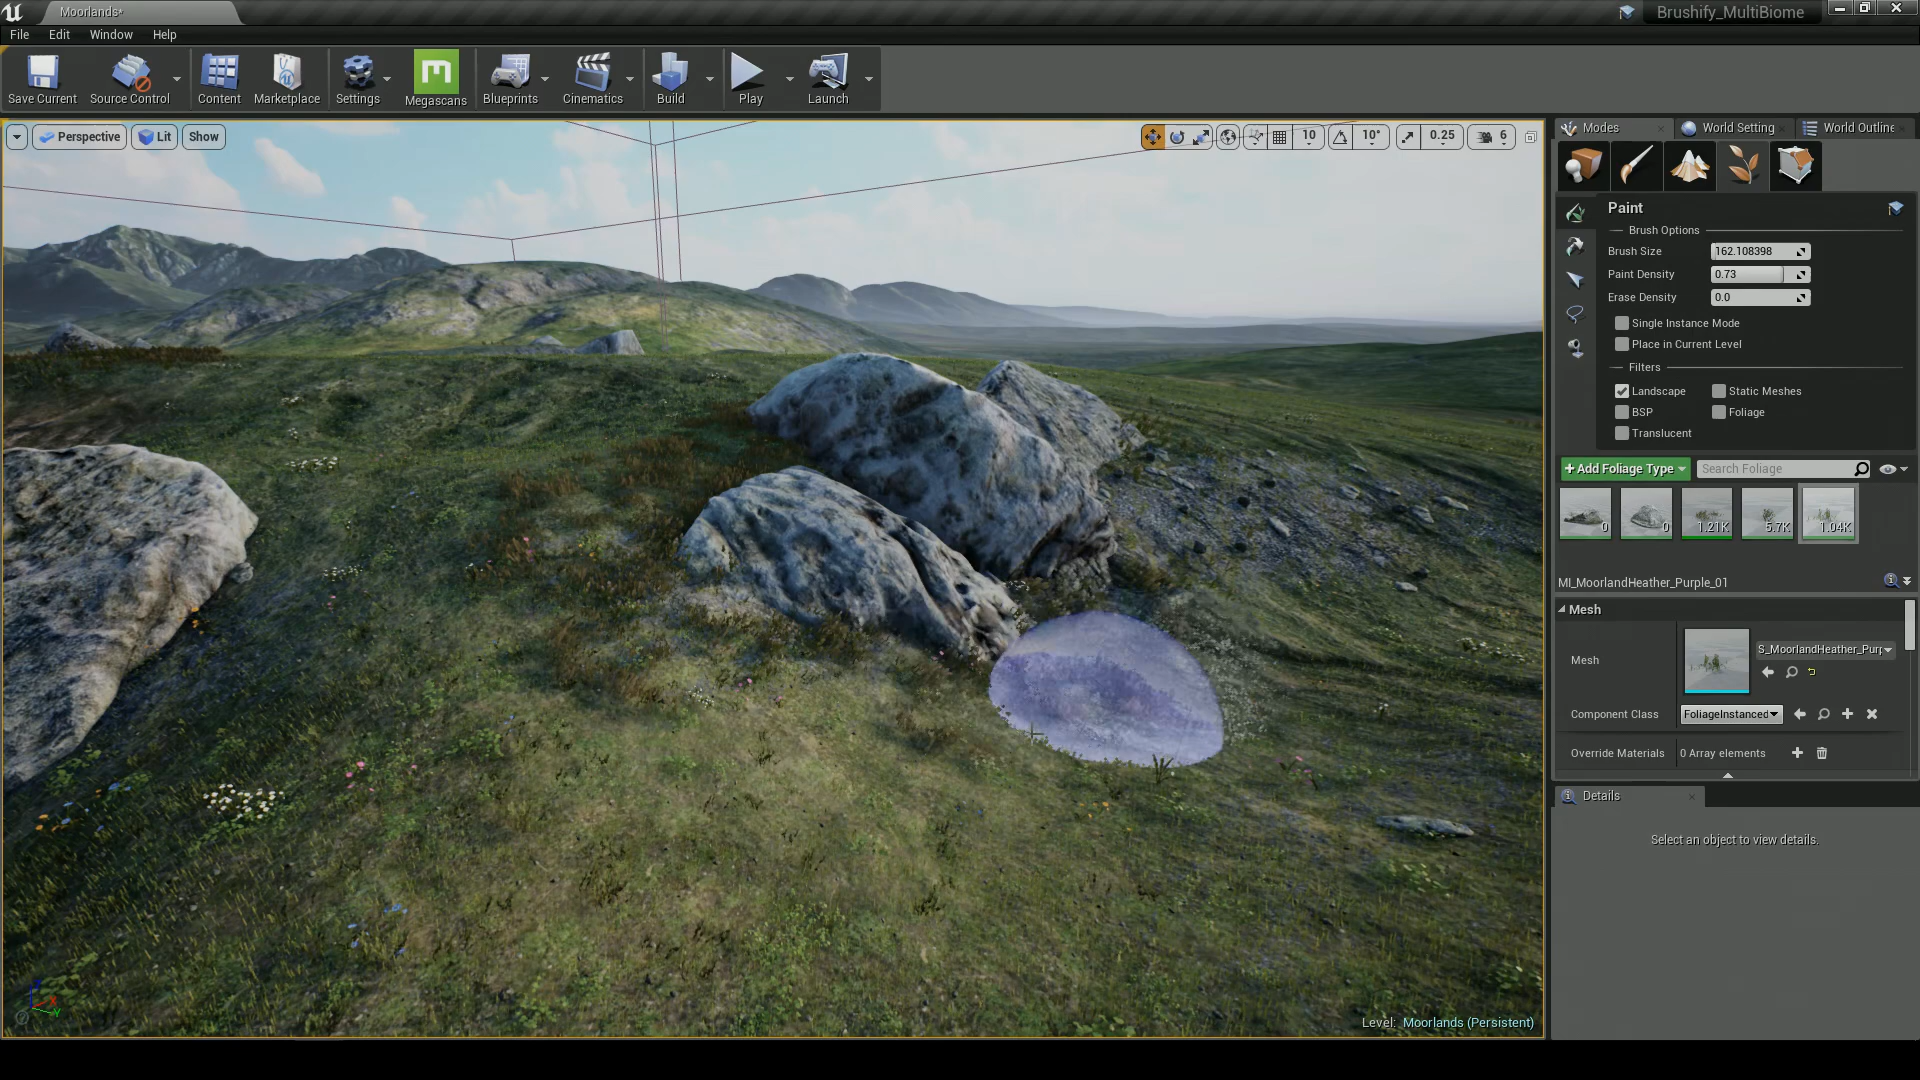 Moorlands*
Brushify_MultiBiome
File Edit Window Help
Save Current Source Control Content Marketplace Settings Megascans Blueprints Cinematics Build Play Launch
Perspective Lit Show
10 10° 0.25 6
Modes World Setting World Outline
Paint
Brush Options
Brush Size 162.108398
Paint Density 0.73
Erase Density 0.0
Single Instance Mode
Place in Current Level
Filters
Landscape Static Meshes
BSP Foliage
Translucent
+Add Foliage Type Search Foliage
0 0 1.21K 5.7K 1.04K
MI_MoorlandHeather_Purple_01
Mesh
Mesh S_MoorlandHeather_Purp
Component Class FoliageInstanced
Override Materials 0 Array elements
Details
Select an object to view details.
Level: Moorlands (Persistent)